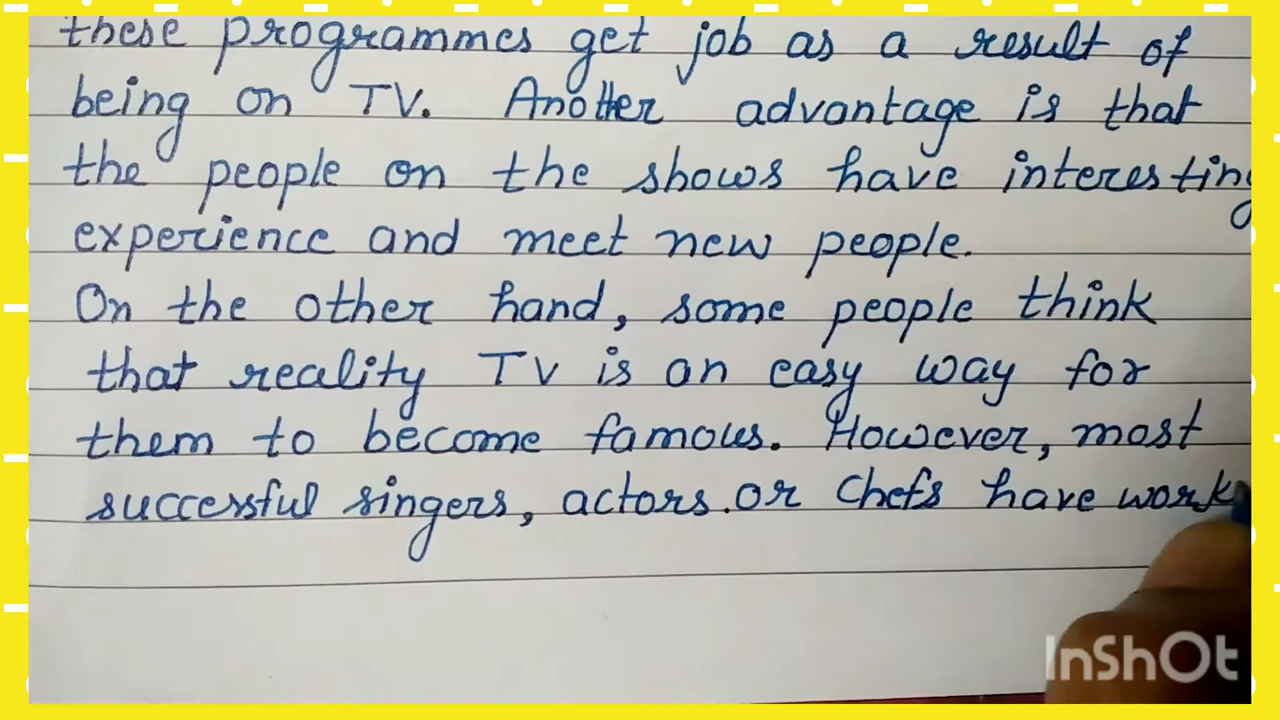 these programmes get job as a result of
being on TV. Another advantage is that
the people on the shows have interesting
experience and meet new people.
On the other hand, some people think
that reality TV is an easy way for
them to become famous. However, most
successful singers, actors.or chefs have work
InShOt